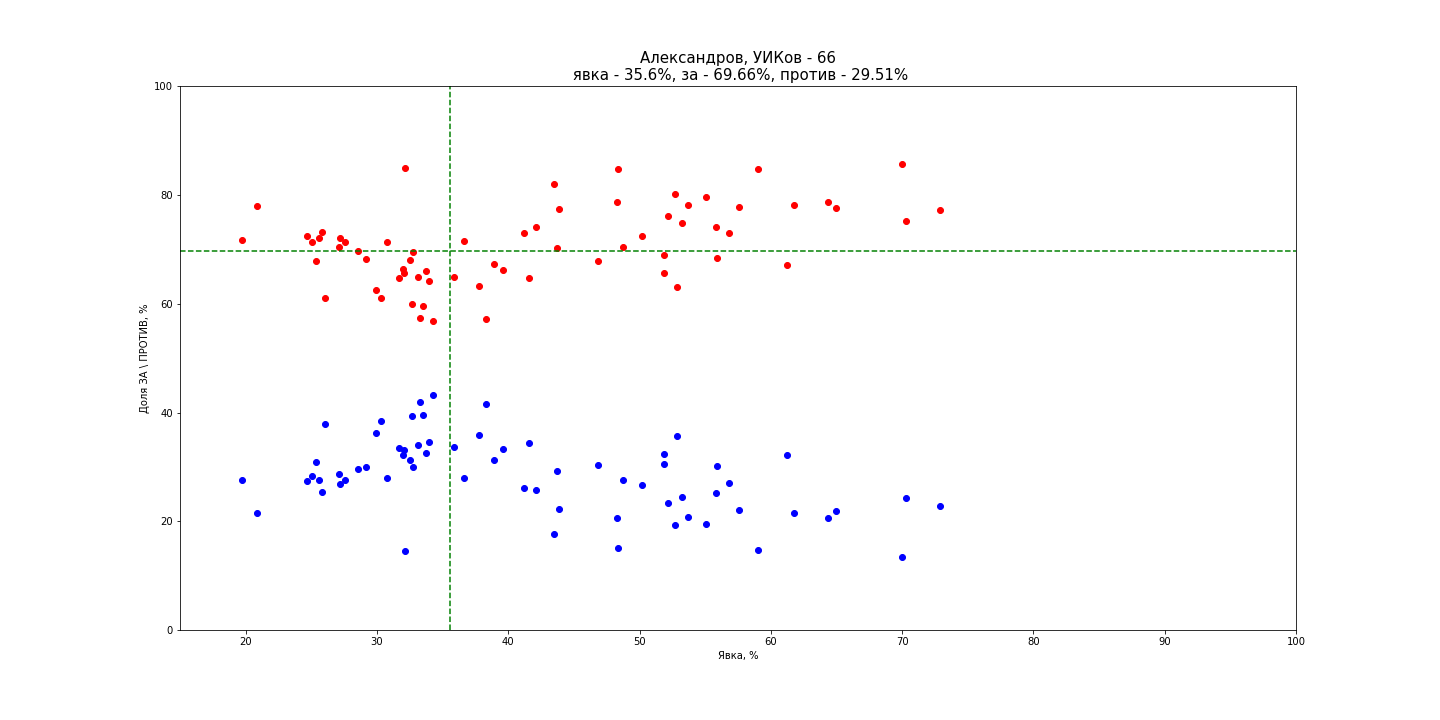 Александров, УИКов - 66
явка - 35.6%, за - 69.66%, против - 29.51%
100
80
60
40
20
0
Доля ЗА \ ПРОТИВ, %
20 30 40 50 60 70 80 90 100
Явка, %